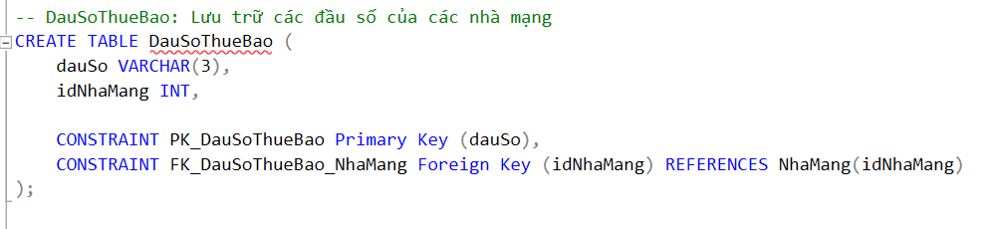 -- DauSoThueBao: Lưu trữ các đầu số của các nhà mạng
CREATE TABLE DauSoThueBao (
    dauSo VARCHAR(3),
    idNhaMang INT,
    CONSTRAINT PK_DauSoThueBao Primary Key (dauSo),
    CONSTRAINT FK_DauSoThueBao_NhaMang Foreign Key (idNhaMang) REFERENCES NhaMang(idNhaMang)
);